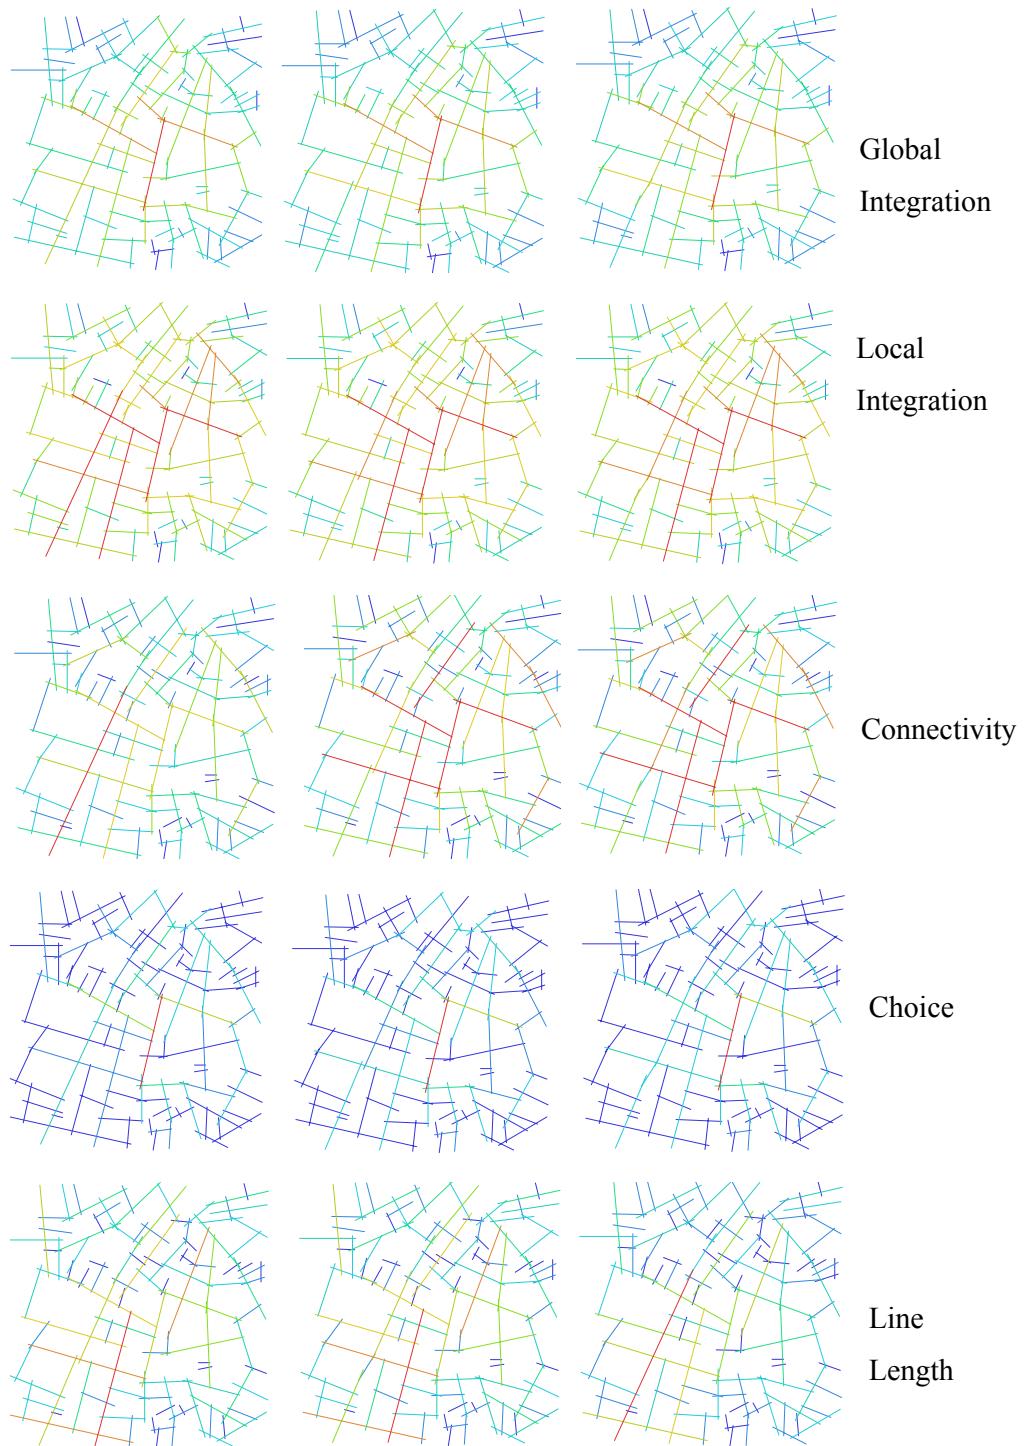 Global
Integration
Local
Integration
Connectivity
Choice
Line
Length